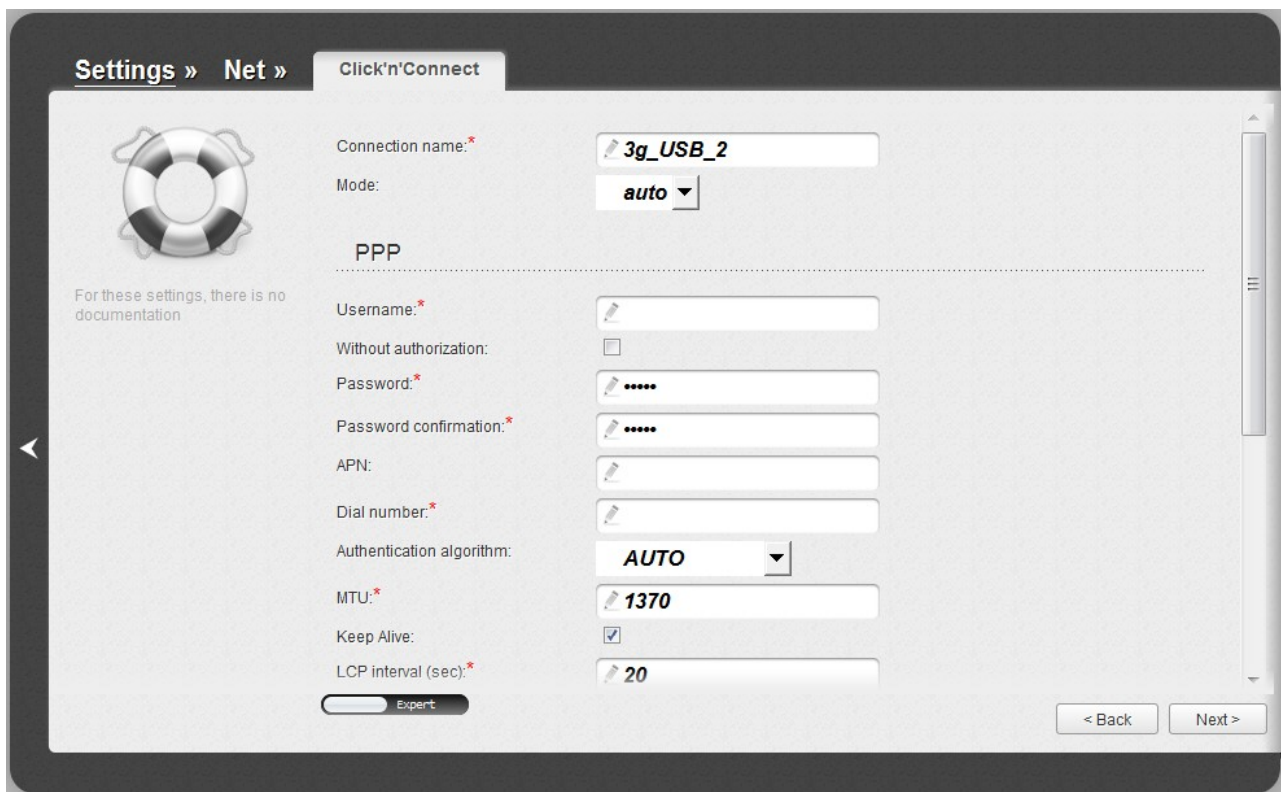 Settings » Net » Click'n'Connect
For these settings, there is no
documentation
Connection name:* 3g_USB_2
Mode: auto
PPP
Username:*
Without authorization:
Password:* •••••
Password confirmation:* •••••
APN:
Dial number:*
Authentication algorithm: AUTO
MTU:* 1370
Keep Alive:
LCP interval (sec):* 20
Expert
< Back Next >